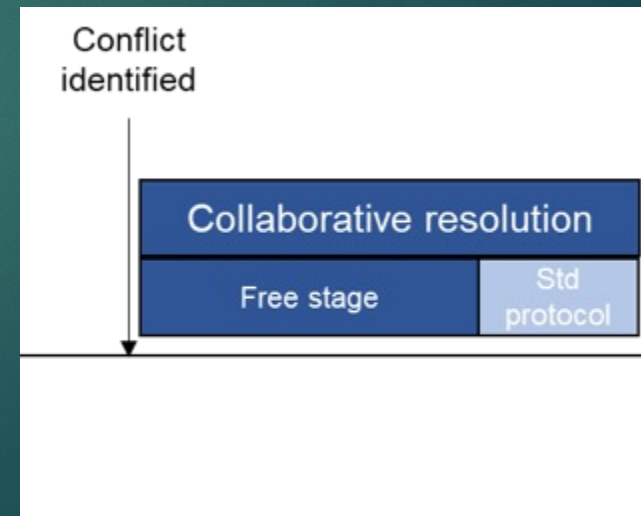 Conflict
identified
Collaborative resolution
Free stage
Std
protocol